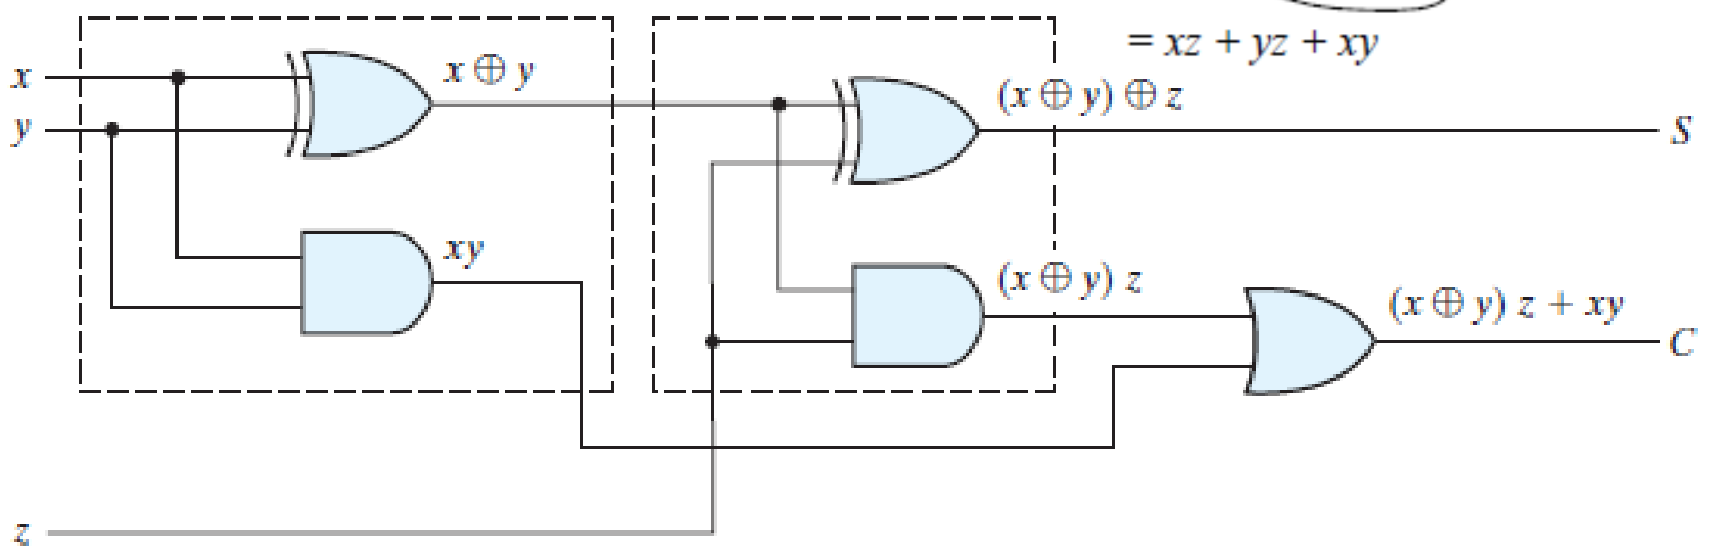 = xz + yz + xy
x
x ⊕ y
(x ⊕ y) ⊕ z
y
S
xy
(x ⊕ y) z
(x ⊕ y) z + xy
C
z